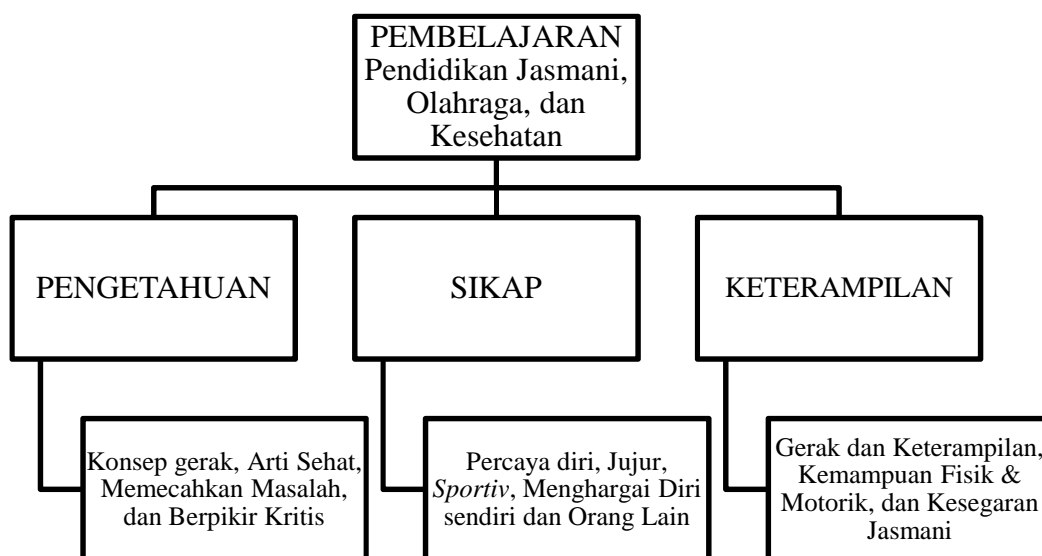 PEMBELAJARAN
Pendidikan Jasmani,
Olahraga, dan
Kesehatan
PENGETAHUAN
SIKAP
KETERAMPILAN
Konsep gerak, Arti Sehat,
Memecahkan Masalah,
dan Berpikir Kritis
Percaya diri, Jujur,
Sportiv, Menghargai Diri
sendiri dan Orang Lain
Gerak dan Keterampilan,
Kemampuan Fisik &
Motorik, dan Kesegaran
Jasmani